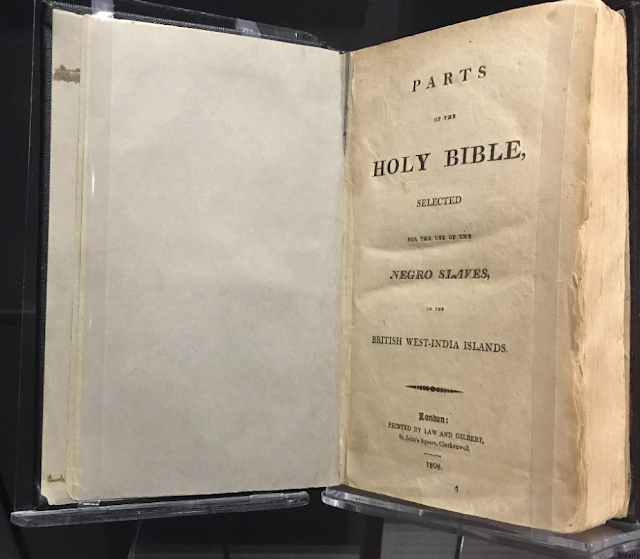 PARTS
OF THE
HOLY BIBLE,
SELECTED
FOR THE USE OF THE
NEGRO SLAVES,
IN THE
BRITISH WEST-INDIA ISLANDS.
London:
PRINTED BY LAW AND GILBERT,
St. John's Square, Clerkenwell.
1808.